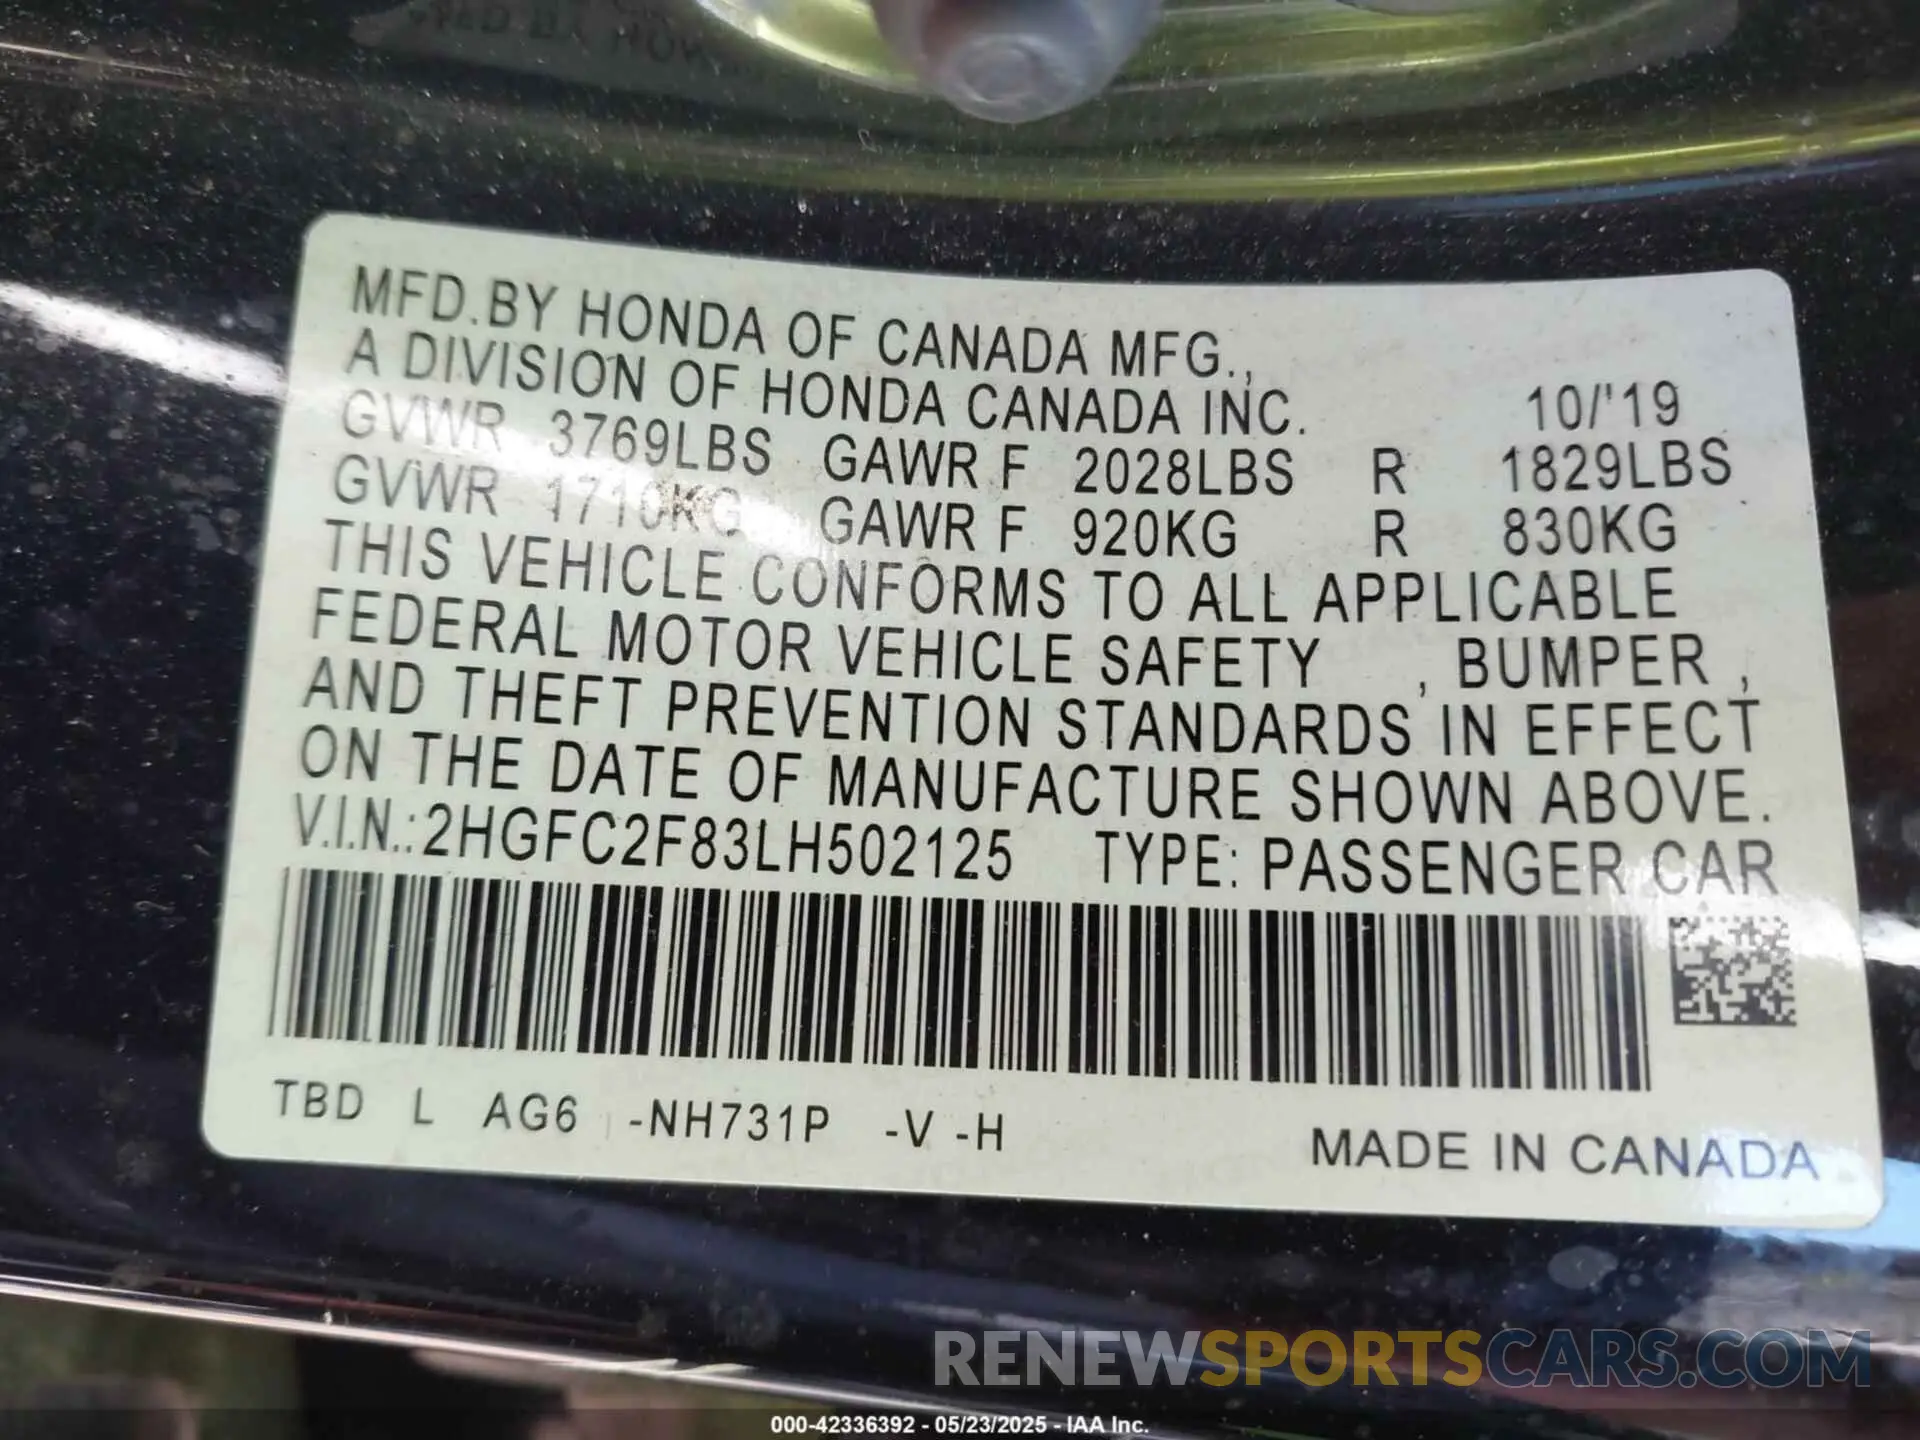 MFD.BY HONDA OF CANADA MFG.,
A DIVISION OF HONDA CANADA INC. 10/'19
GVWR 3769LBS GAWR F 2028LBS R 1829LBS
GVWR 1710KG GAWR F 920KG R 830KG
THIS VEHICLE CONFORMS TO ALL APPLICABLE
FEDERAL MOTOR VEHICLE SAFETY , BUMPER ,
AND THEFT PREVENTION STANDARDS IN EFFECT
ON THE DATE OF MANUFACTURE SHOWN ABOVE.
V.I.N.:2HGFC2F83LH502125 TYPE: PASSENGER CAR
TBD L AG6 -NH731P -V -H
MADE IN CANADA
RENEWSPORTSCARS.COM
000-42336392 - 05/23/2025 - IAA Inc.